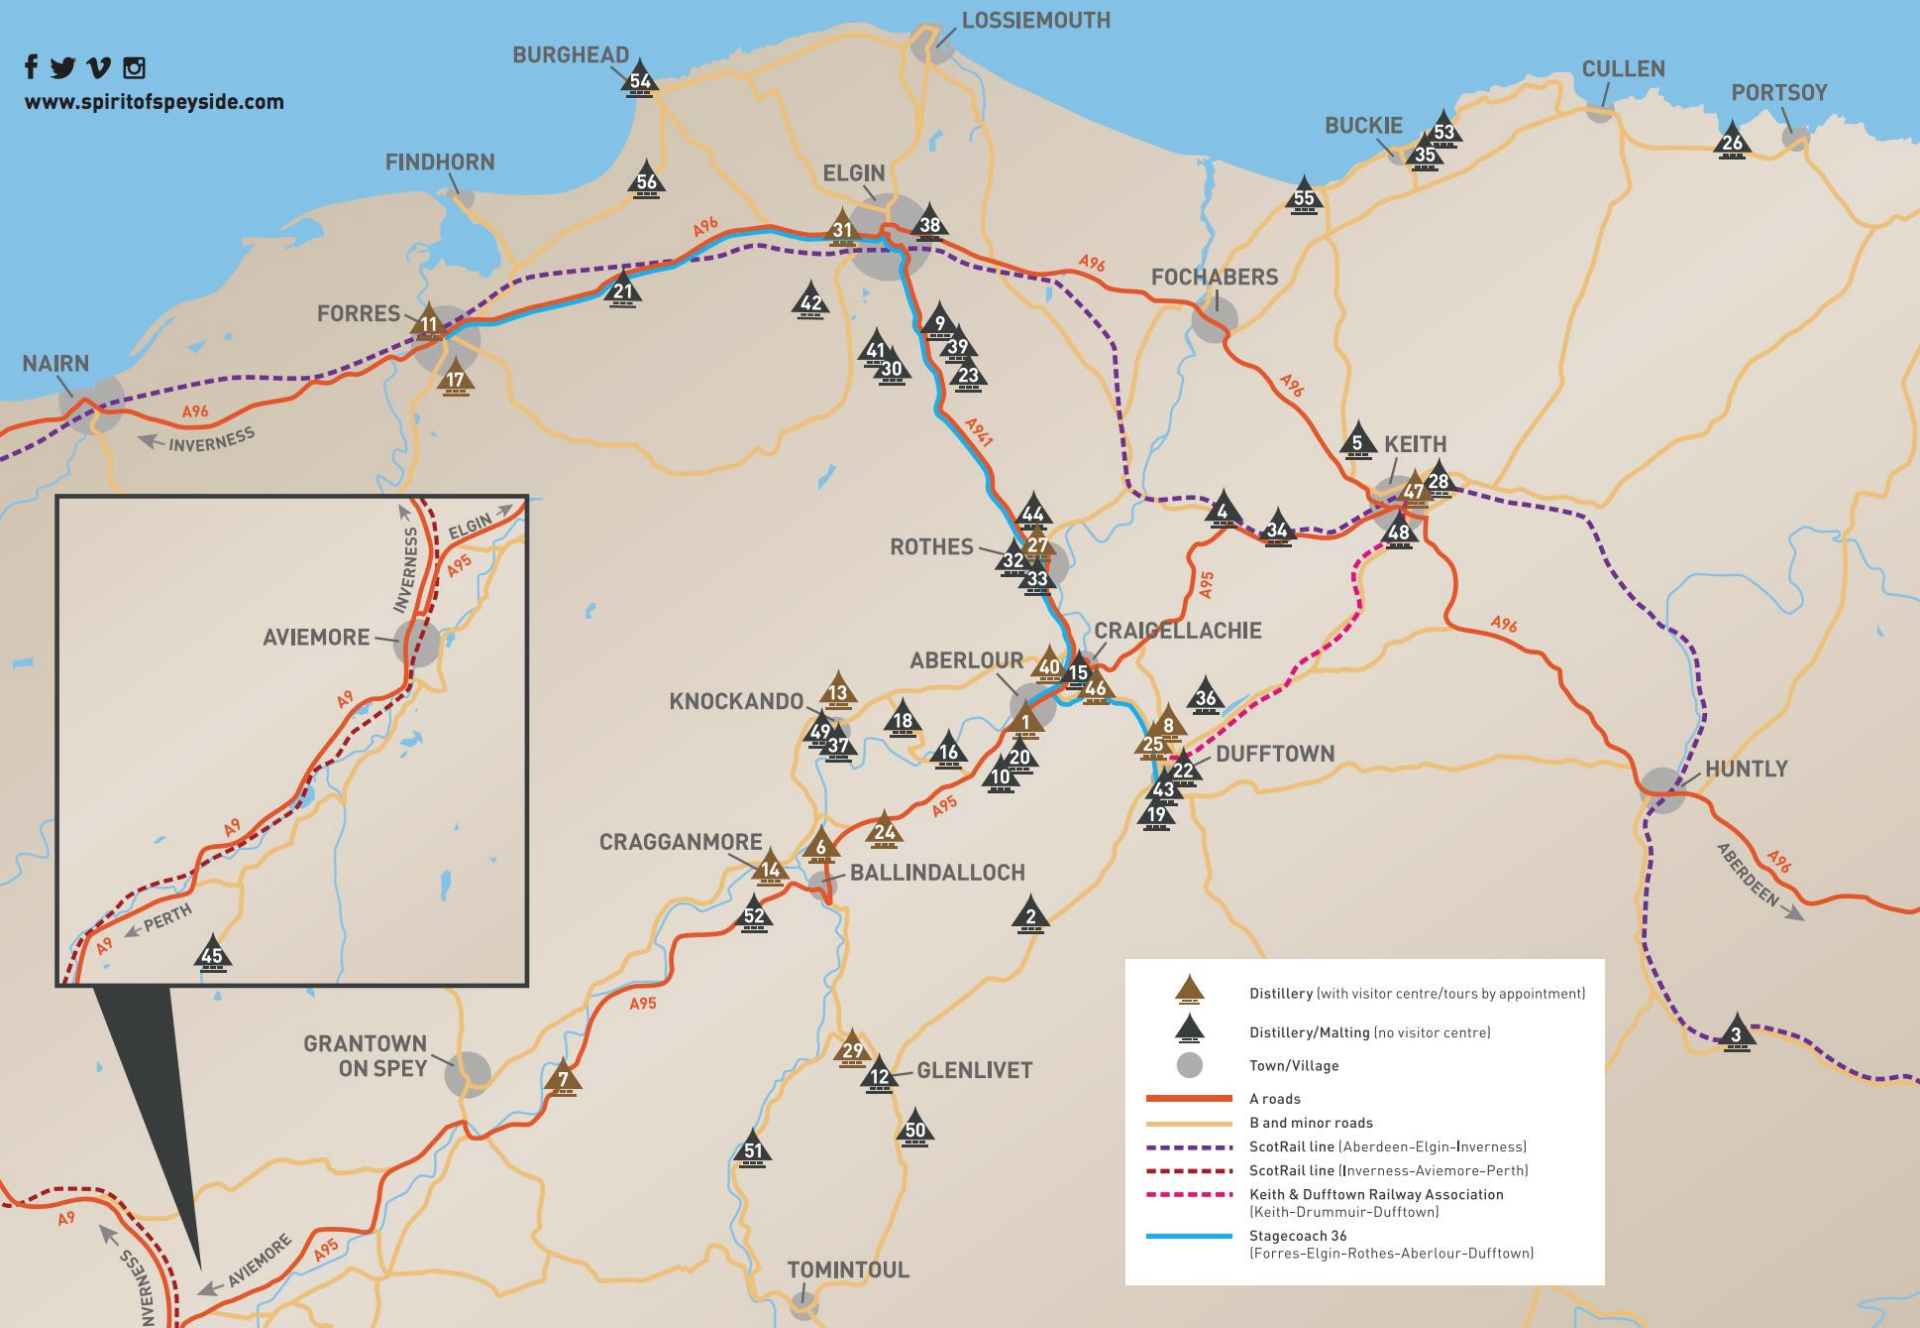 www.spiritofspeyside.com
LOSSIEMOUTH
BURGHEAD
54
CULLEN
PORTSOY
BUCKIE
53
35
26
FINDHORN
56
ELGIN
55
A96
31
38
A96
FOCHABERS
21
42
FORRES
11
9
41
39
30
23
NAIRN
17
A96
A96
INVERNESS
A941
5
KEITH
47
28
INVERNESS
ELGIN
A95
44
4
34
48
ROTHES
27
32
33
A95
AVIEMORE
CRAIGELLACHIE
A96
ABERLOUR
40
15
46
A9
KNOCKANDO
13
36
18
1
8
49
37
16
25
20
DUFFTOWN
22
10
43
HUNTLY
A95
19
A9
24
CRAGGANMORE
6
14
BALLINDALLOCH
A96
ABERDEEN
PERTH
52
2
A9
45
A95
GRANTOWN
ON SPEY
7
29
12
GLENLIVET
3
50
51
A9
INVERNESS
AVIEMORE
A95
TOMINTOUL
Distillery (with visitor centre/tours by appointment)
Distillery/Malting (no visitor centre)
Town/Village
A roads
B and minor roads
ScotRail line (Aberdeen-Elgin-Inverness)
ScotRail line (Inverness-Aviemore-Perth)
Keith & Dufftown Railway Association
(Keith-Drummuir-Dufftown)
Stagecoach 36
(Forres-Elgin-Rothes-Aberlour-Dufftown)